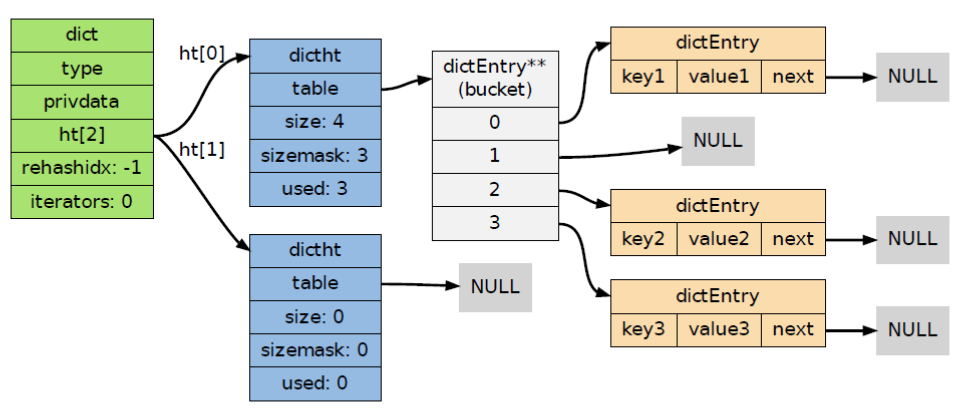 dict
type
privdata
ht[2]
rehashidx: -1
iterators: 0
ht[0]
ht[1]
dictht
table
size: 4
sizemask: 3
used: 3
dictht
table
size: 0
sizemask: 0
used: 0
NULL
dictEntry**
(bucket)
0
1
2
3
dictEntry
key1 value1 next
NULL
NULL
dictEntry
key2 value2 next
NULL
dictEntry
key3 value3 next
NULL